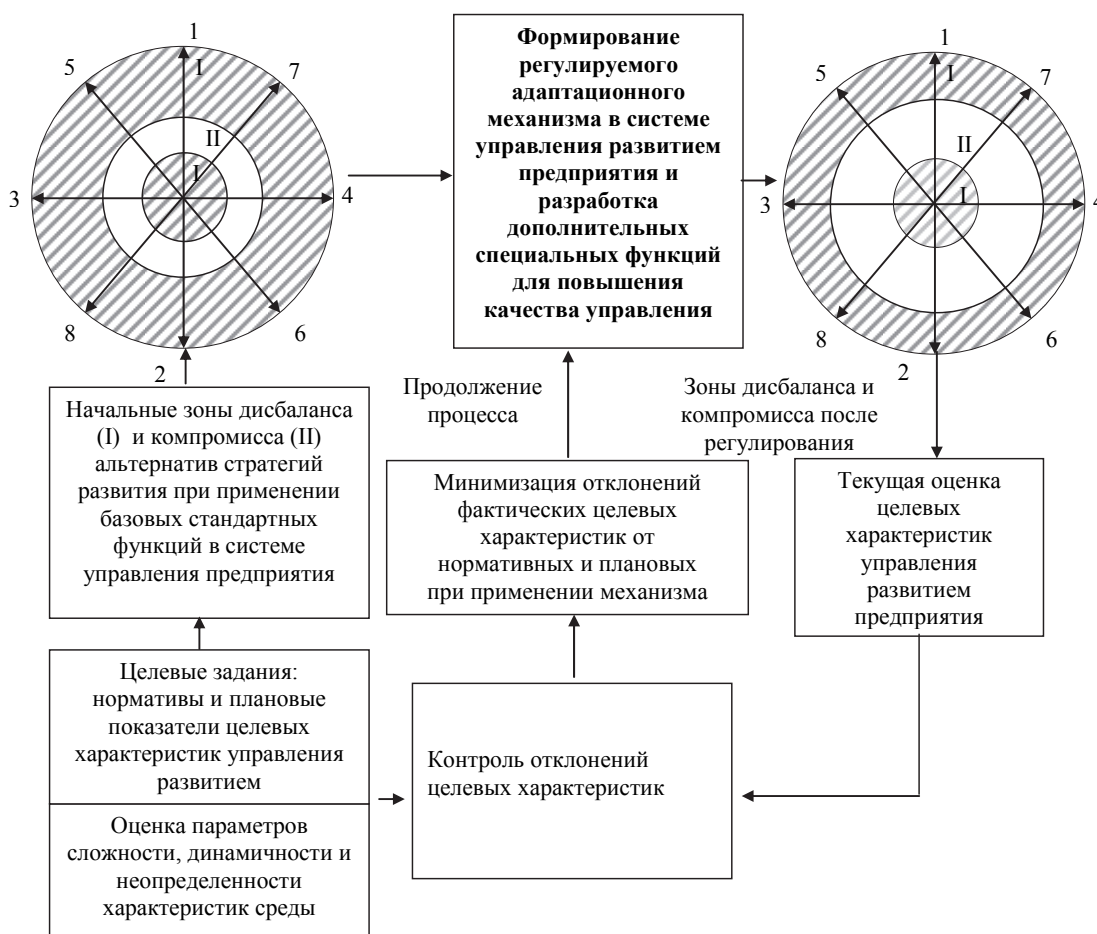 1
5
7
I
II
I
3
4
8
6
2
Формирование
регулируемого
адаптационного
механизма в системе
управления развитием
предприятия и
разработка
дополнительных
специальных функций
для повышения
качества управления
1
5
7
I
II
I
3
4
8
6
2
Начальные зоны дисбаланса
(I) и компромисса (II)
альтернатив стратегий
развития при применении
базовых стандартных
функций в системе
управления предприятия
Продолжение
процесса
Зоны дисбаланса и
компромисса после
регулирования
Минимизация отклонений
фактических целевых
характеристик от
нормативных и плановых
при применении механизма
Текущая оценка
целевых
характеристик
управления
развитием
предприятия
Целевые задания:
нормативы и плановые
показатели целевых
характеристик управления
развитием
Контроль отклонений
целевых характеристик
Оценка параметров
сложности, динамичности и
неопределенности
характеристик среды